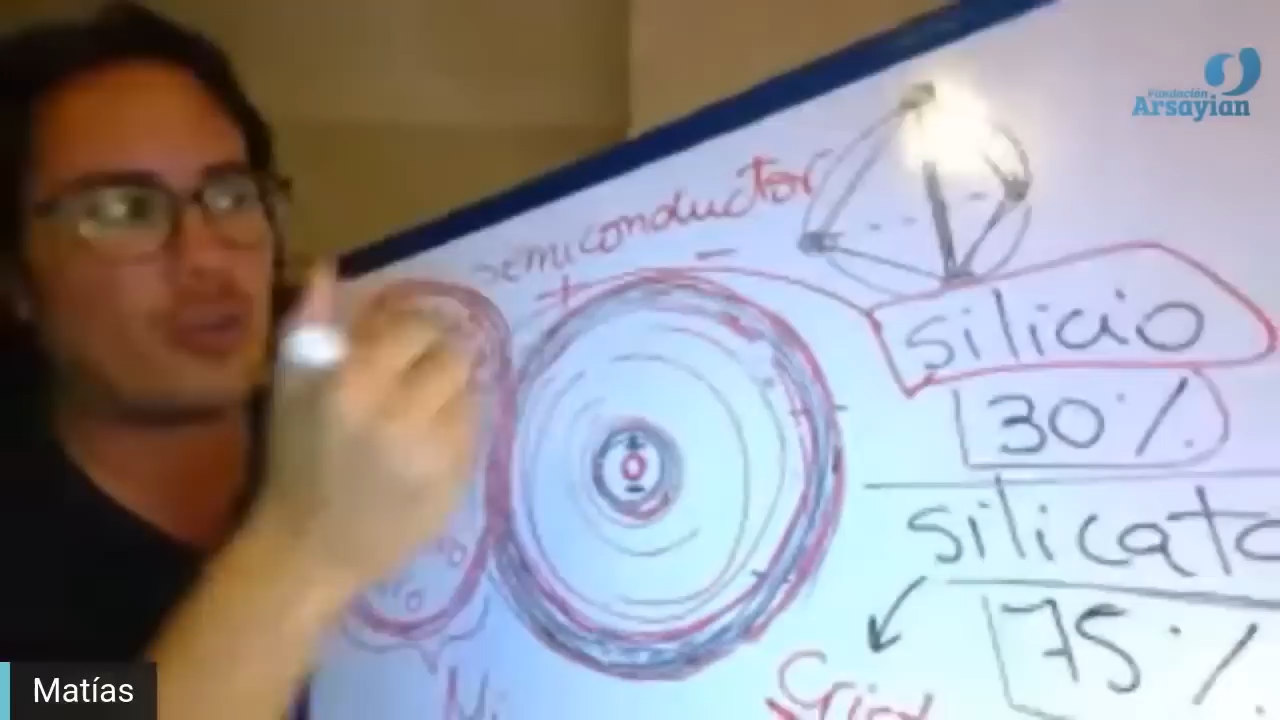 Fundación
Arsayian
semiconductor
+
-
silicio
30%
silicato
75%
Matías